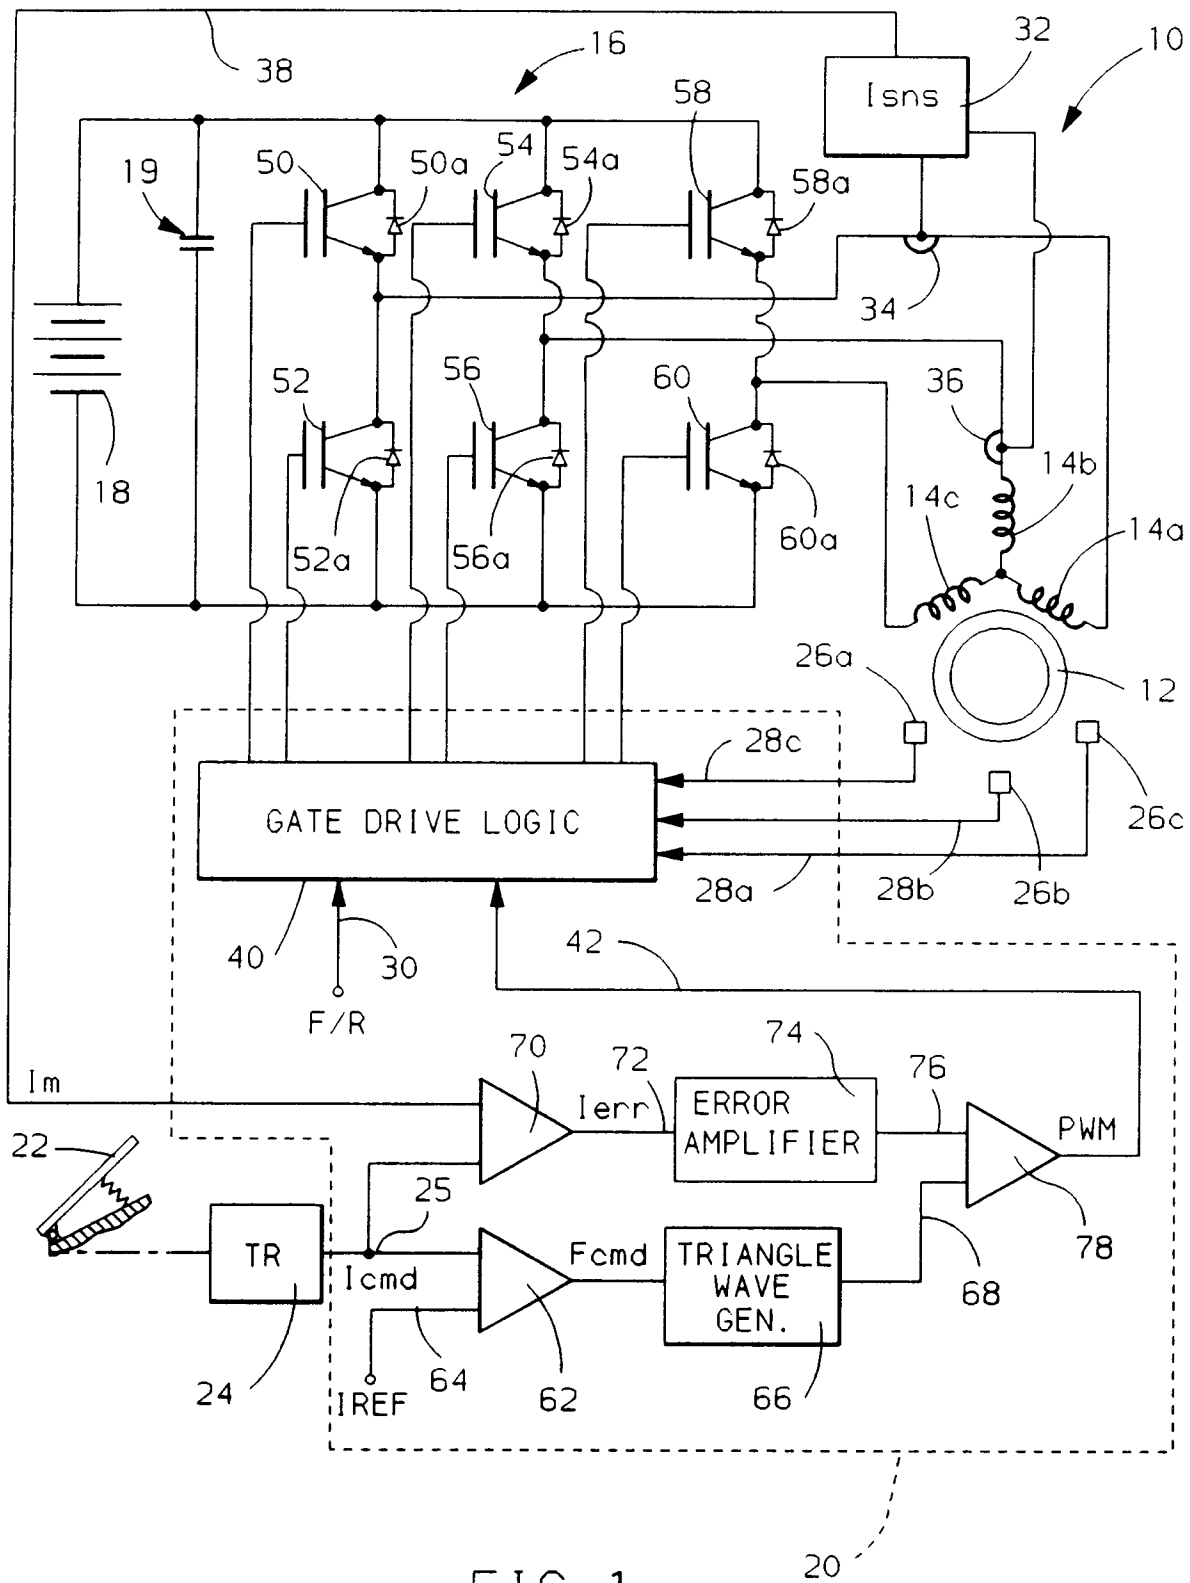 10
16
32
38
Isns
58
54
50
50a
54a
58a
19
34
36
52
56
60
18
14c
14b
14a
52a
56a
60a
26a
12
28c
GATE DRIVE LOGIC
26c
28a
28b
26b
40
30
42
F/R
70
72
74
76
Im
Ierr
ERROR
AMPLIFIER
PWM
22
25
78
TR
Icmd
Fcmd
TRIANGLE
WAVE
GEN.
68
24
64
IREF
62
66
20
FIG. 1